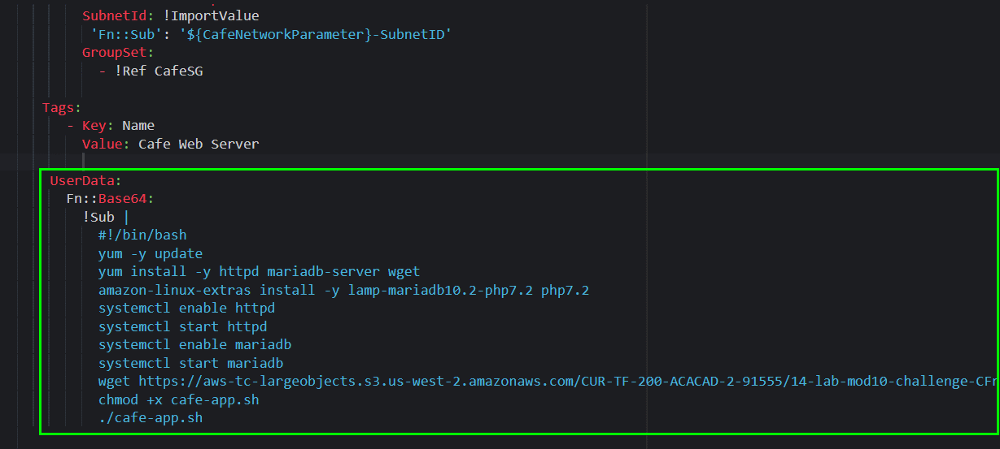 SubnetId: !ImportValue
'Fn::Sub': '${CafeNetworkParameter}-SubnetID'
GroupSet:
- !Ref CafeSG
Tags:
- Key: Name
Value: Cafe Web Server
UserData:
Fn::Base64:
!Sub |
#!/bin/bash
yum -y update
yum install -y httpd mariadb-server wget
amazon-linux-extras install -y lamp-mariadb10.2-php7.2 php7.2
systemctl enable httpd
systemctl start httpd
systemctl enable mariadb
systemctl start mariadb
wget https://aws-tc-largeobjects.s3.us-west-2.amazonaws.com/CUR-TF-200-ACACAD-2-91555/14-lab-mod10-challenge-CFn
chmod +x cafe-app.sh
./cafe-app.sh